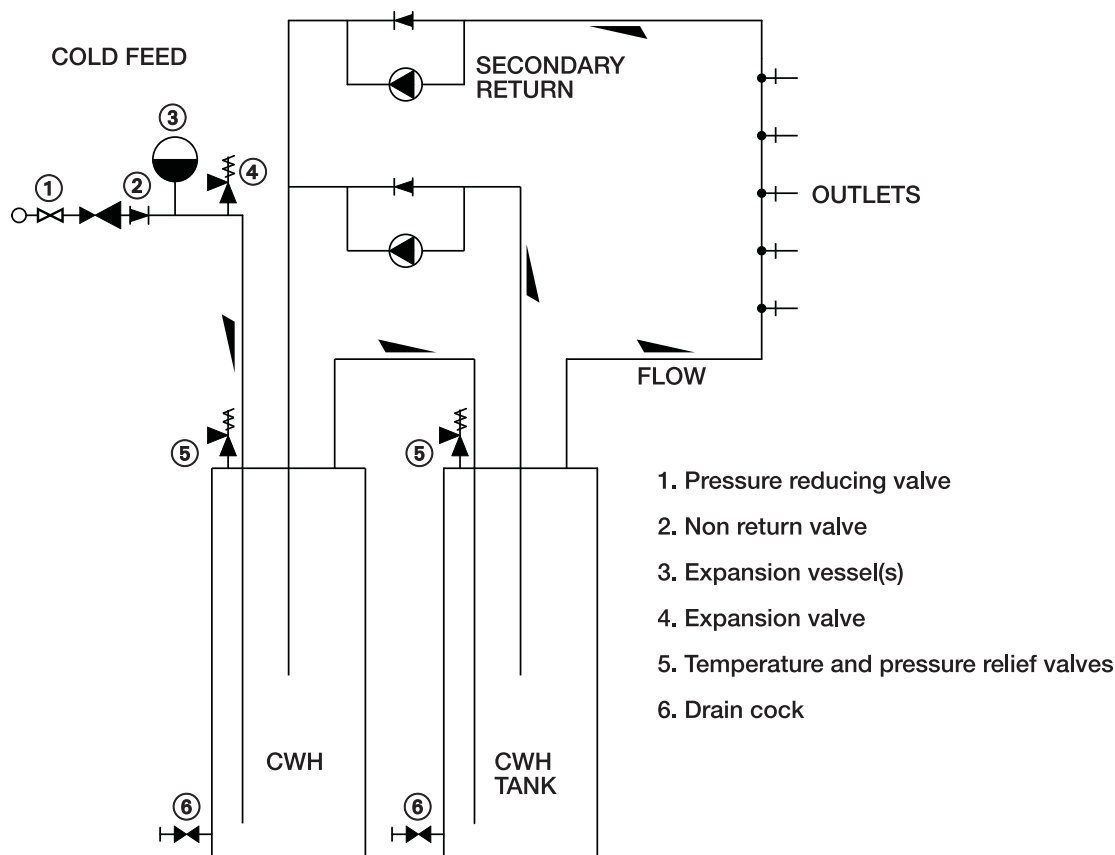 COLD FEED
3
1
2
4
SECONDARY
RETURN
OUTLETS
FLOW
5
5
1. Pressure reducing valve
2. Non return valve
3. Expansion vessel(s)
4. Expansion valve
5. Temperature and pressure relief valves
6. Drain cock
CWH
CWH
TANK
6
6